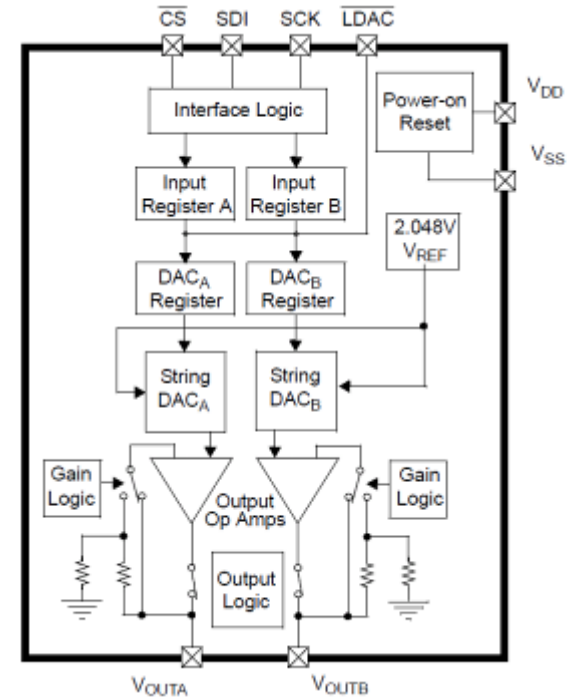 CS SDI SCK LDAC
Interface Logic
Power-on
Reset
VDD
VSS
Input
Register A
Input
Register B
2.048V
VREF
DACA
Register
DACB
Register
String
DACA
String
DACB
Gain
Logic
Output
Op Amps
Gain
Logic
Output
Logic
VOUTA
VOUTB